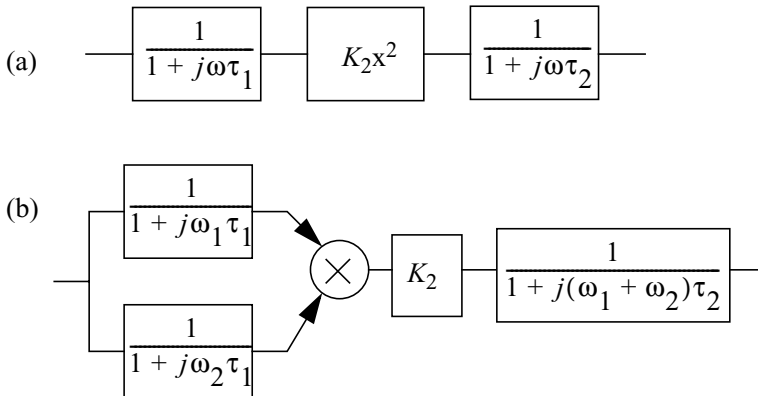 (a)
1
1 + jωτ1
K2x²
1
1 + jωτ2
(b)
1
1 + jω1τ1
1
1 + jω2τ1
×
K2
1
1 + j(ω1 + ω2)τ2